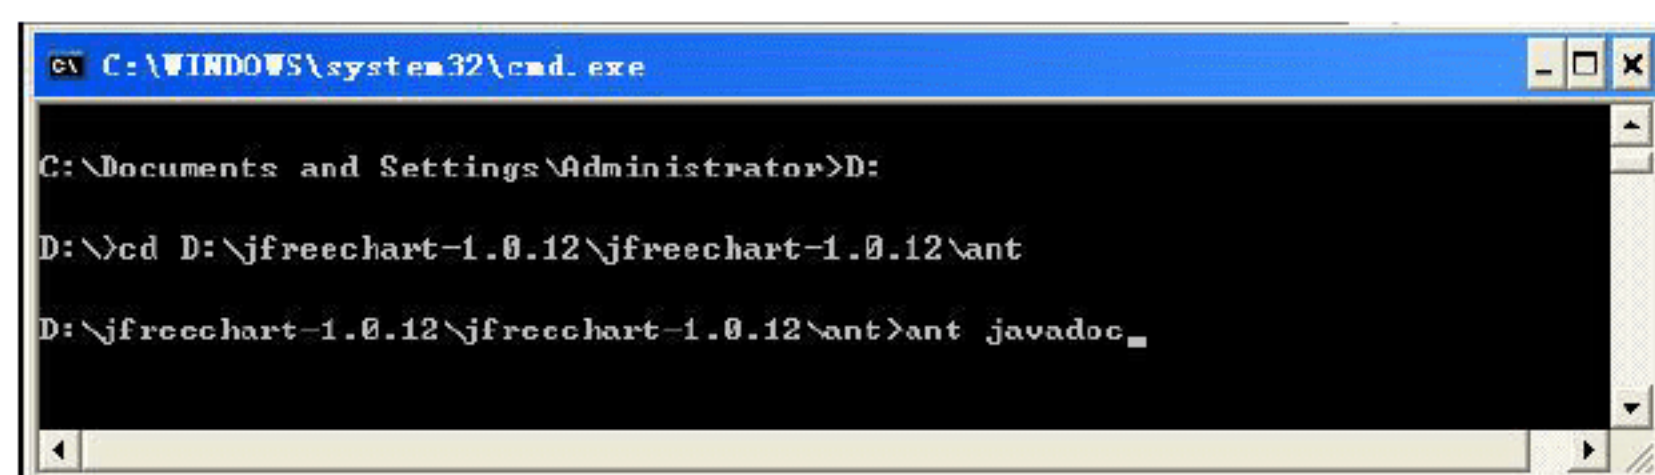 C:\WINDOWS\system32\cmd.exe
C:\Documents and Settings\Administrator>D:
D:\>cd D:\jfreechart-1.0.12\jfreechart-1.0.12\ant
D:\jfreechart-1.0.12\jfreechart-1.0.12\ant>ant javadoc_